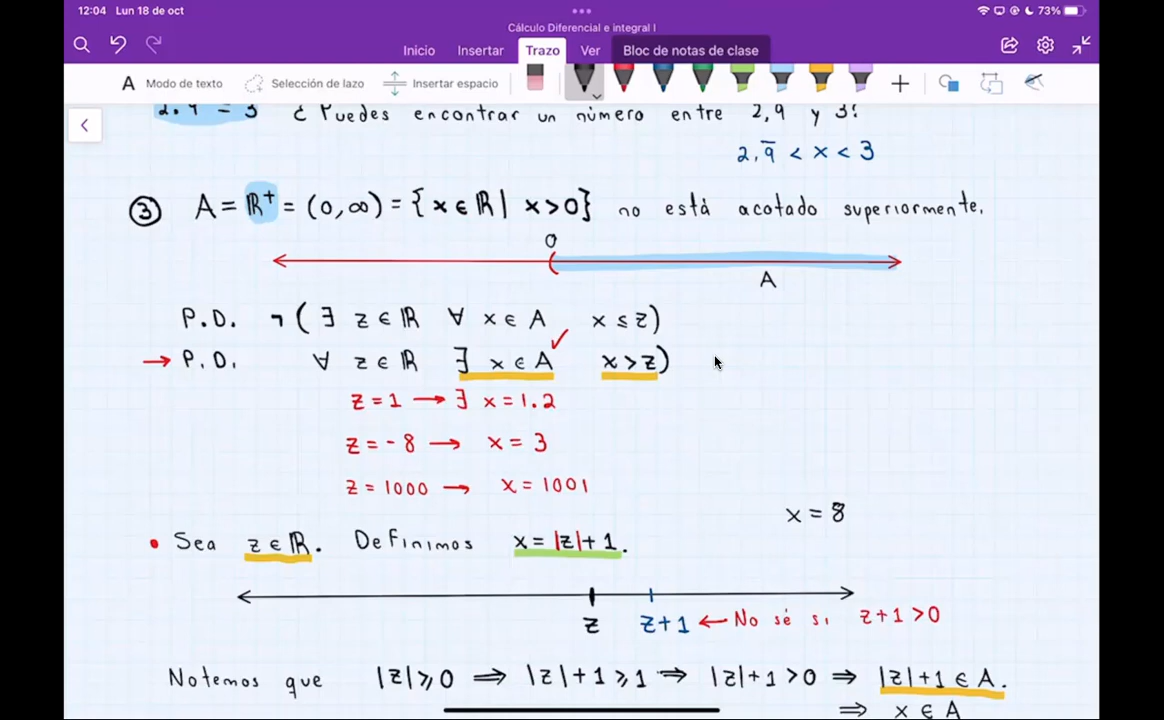 12:04 Lun 18 de oct
73%
Cálculo Diferencial e integral I
Inicio Insertar Trazo Ver Bloc de notas de clase
A Modo de texto Selección de lazo Insertar espacio
2.9̅ = 3 ¿ Puedes encontrar un número entre 2,9 y 3?
2,9̅ < x < 3
③ A = ℝ⁺ = (0,∞) = {x ∈ ℝ | x>0} no está acotado superiormente.
0
A
P.D. ¬(∃ z ∈ ℝ ∀ x ∈ A x ≤ z)
→ P.D. ∀ z ∈ ℝ ∃ x ∈ A ✓ x > z)
z = 1 → ∃ x = 1.2
z = - 8 → x = 3
z = 1000 → x = 1001
x = 8
• Sea z ∈ ℝ. Definimos x = |z| + 1.
z z+1 ← No sé si z+1 >0
Notemos que |z| ≥ 0 ⇒ |z| + 1 ≥ 1 ⇒ |z| + 1 > 0 ⇒ |z| + 1 ∈ A.
⇒ x ∈ A